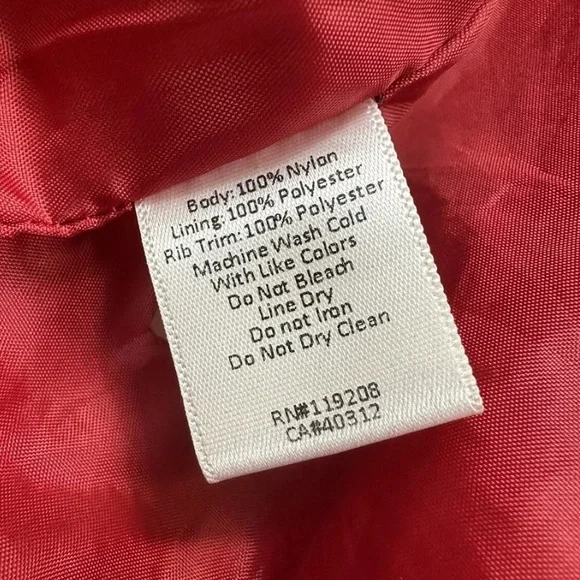 Body: 100% Nylon
Lining: 100% Polyester
Rib Trim: 100% Polyester
Machine Wash Cold
With Like Colors
Do Not Bleach
Line Dry
Do not Iron
Do Not Dry Clean
RN#119208
CA#40312